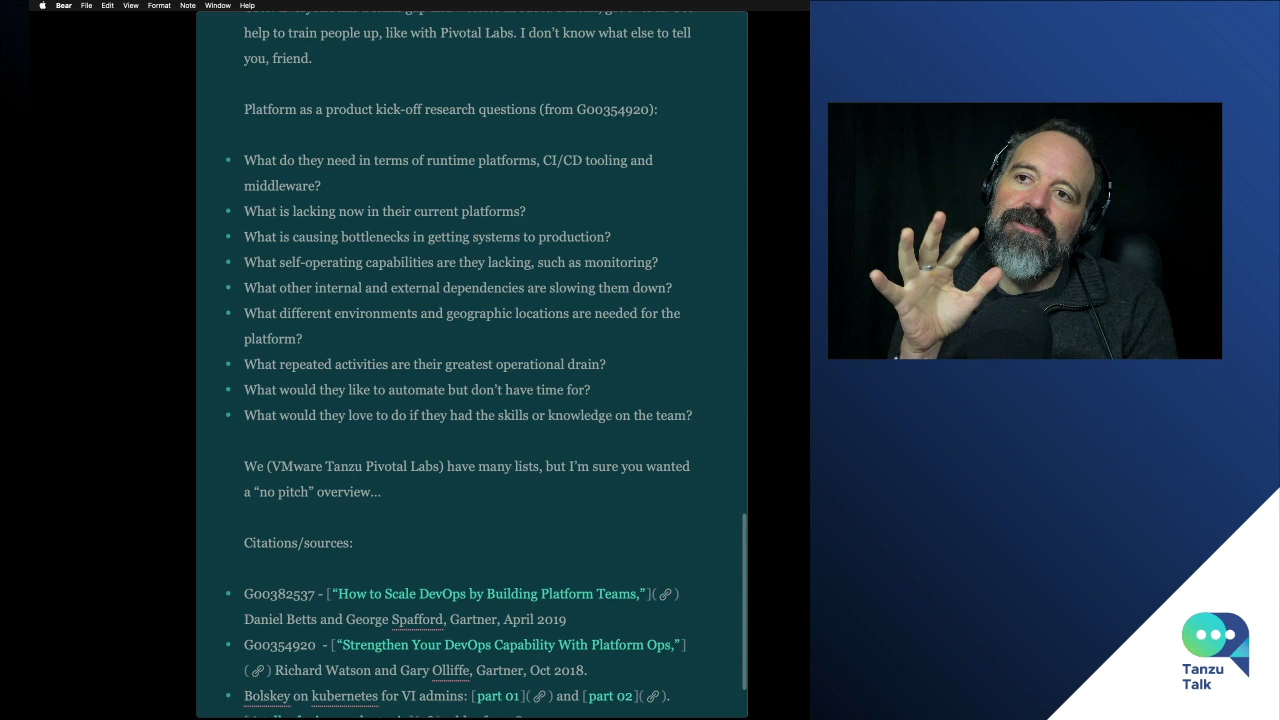 Bear File Edit View Format Note Window Help
help to train people up, like with Pivotal Labs. I don’t know what else to tell
you, friend.
Platform as a product kick-off research questions (from G00354920):
• What do they need in terms of runtime platforms, CI/CD tooling and
middleware?
• What is lacking now in their current platforms?
• What is causing bottlenecks in getting systems to production?
• What self-operating capabilities are they lacking, such as monitoring?
• What other internal and external dependencies are slowing them down?
• What different environments and geographic locations are needed for the
platform?
• What repeated activities are their greatest operational drain?
• What would they like to automate but don’t have time for?
• What would they love to do if they had the skills or knowledge on the team?
We (VMware Tanzu Pivotal Labs) have many lists, but I’m sure you wanted
a “no pitch” overview...
Citations/sources:
• G00382537 - [“How to Scale DevOps by Building Platform Teams,”]()
Daniel Betts and George Spafford, Gartner, April 2019
• G00354920 - [“Strengthen Your DevOps Capability With Platform Ops,”]
() Richard Watson and Gary Olliffe, Gartner, Oct 2018.
• Bolskey on kubernetes for VI admins: [part 01]() and [part 02]().
Tanzu
Talk